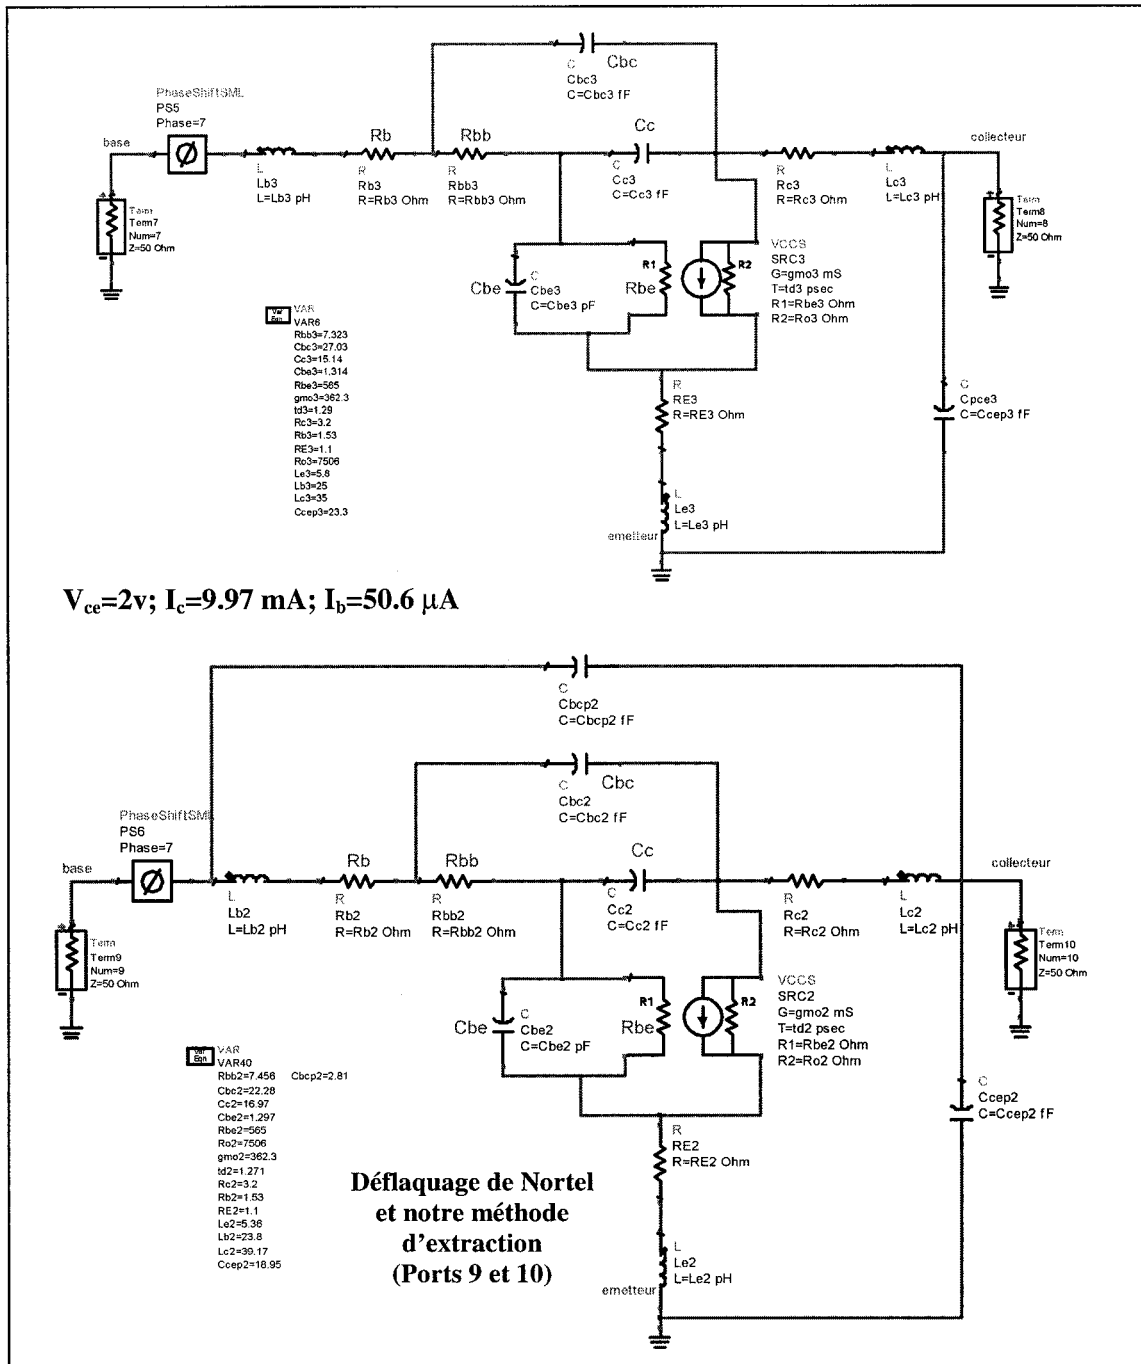 Cbc
C
Cbc3
C=Cbc3 fF
PhaseShiftSML
PS5
Phase=7
base
Rb
Rbb
Cc
collecteur
L
Lb3
L=Lb3 pH
R
Rb3
R=Rb3 Ohm
R
Rbb3
R=Rbb3 Ohm
C
Cc3
C=Cc3 fF
R
Rc3
R=Rc3 Ohm
L
Lc3
L=Lc3 pH
Term
Term7
Num=7
Z=50 Ohm
Term
Term8
Num=8
Z=50 Ohm
Cbe
C
Cbe3
C=Cbe3 pF
R1
Rbe
R2
VCCS
SRC3
G=gmo3 mS
T=td3 psec
R1=Rbe3 Ohm
R2=Ro3 Ohm
Var
Eqn
VAR
VAR6
Rbb3=7.323
Cbc3=27.03
Cc3=15.14
Cbe3=1.314
Rbe3=565
gmo3=362.3
td3=1.29
Rc3=3.2
Rb3=1.53
RE3=1.1
Ro3=7506
Le3=5.8
Lb3=25
Lc3=35
Ccep3=23.3
R
RE3
R=RE3 Ohm
C
Cpce3
C=Ccep3 fF
L
Le3
L=Le3 pH
emetteur
Vce=2v; Ic=9.97 mA; Ib=50.6 µA
C
Cbcp2
C=Cbcp2 fF
Cbc
C
Cbc2
C=Cbc2 fF
PhaseShiftSML
PS6
Phase=7
base
Rb
Rbb
Cc
collecteur
L
Lb2
L=Lb2 pH
R
Rb2
R=Rb2 Ohm
R
Rbb2
R=Rbb2 Ohm
C
Cc2
C=Cc2 fF
R
Rc2
R=Rc2 Ohm
L
Lc2
L=Lc2 pH
Term
Term9
Num=9
Z=50 Ohm
Term
Term10
Num=10
Z=50 Ohm
Cbe
C
Cbe2
C=Cbe2 pF
R1
Rbe
R2
VCCS
SRC2
G=gmo2 mS
T=td2 psec
R1=Rbe2 Ohm
R2=Ro2 Ohm
Var
Eqn
VAR
VAR40
Rbb2=7.456 Cbcp2=2.81
Cbc2=22.28
Cc2=16.97
Cbe2=1.297
Rbe2=565
Ro2=7506
gmo2=362.3
td2=1.271
Rc2=3.2
Rb2=1.53
RE2=1.1
Le2=5.36
Lb2=23.8
Lc2=39.17
Ccep2=18.95
C
Ccep2
C=Ccep2 fF
R
RE2
R=RE2 Ohm
Déflaquage de Nortel
et notre méthode
d'extraction
(Ports 9 et 10)
L
Le2
L=Le2 pH
emetteur